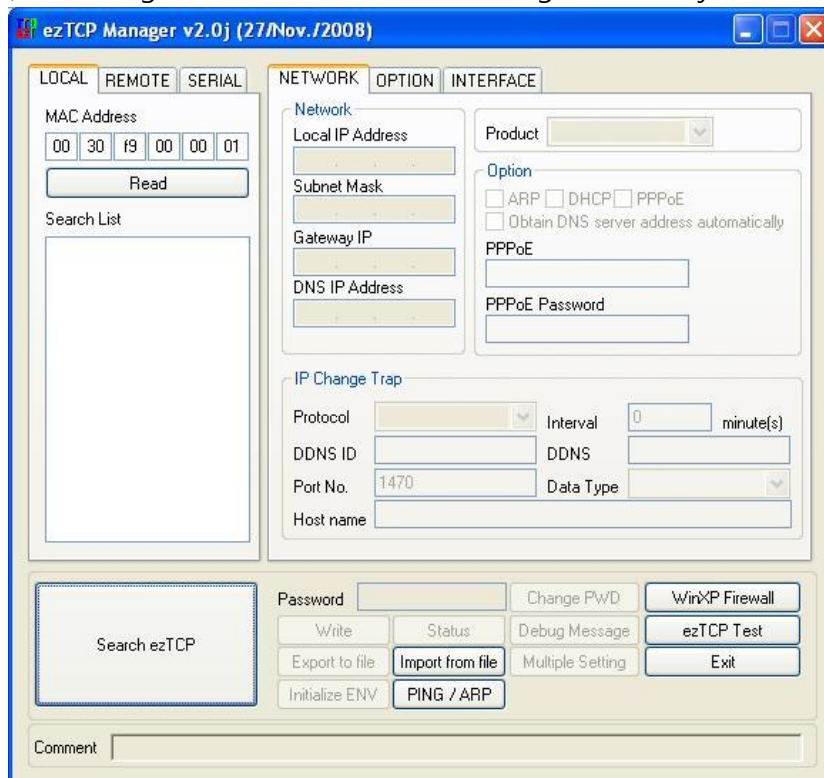 ezTCP Manager v2.0j (27/Nov./2008)
LOCAL REMOTE SERIAL
MAC Address
00 30 f9 00 00 01
Read
Search List
NETWORK OPTION INTERFACE
Network
Local IP Address
Subnet Mask
Gateway IP
DNS IP Address
Product
Option
ARP DHCP PPPoE
Obtain DNS server address automatically
PPPoE
PPPoE Password
IP Change Trap
Protocol Interval 0 minute(s)
DDNS ID DDNS
Port No. 1470 Data Type
Host name
Search ezTCP
Password Change PWD WinXP Firewall
Write Status Debug Message ezTCP Test
Export to file Import from file Multiple Setting Exit
Initialize ENV PING / ARP
Comment